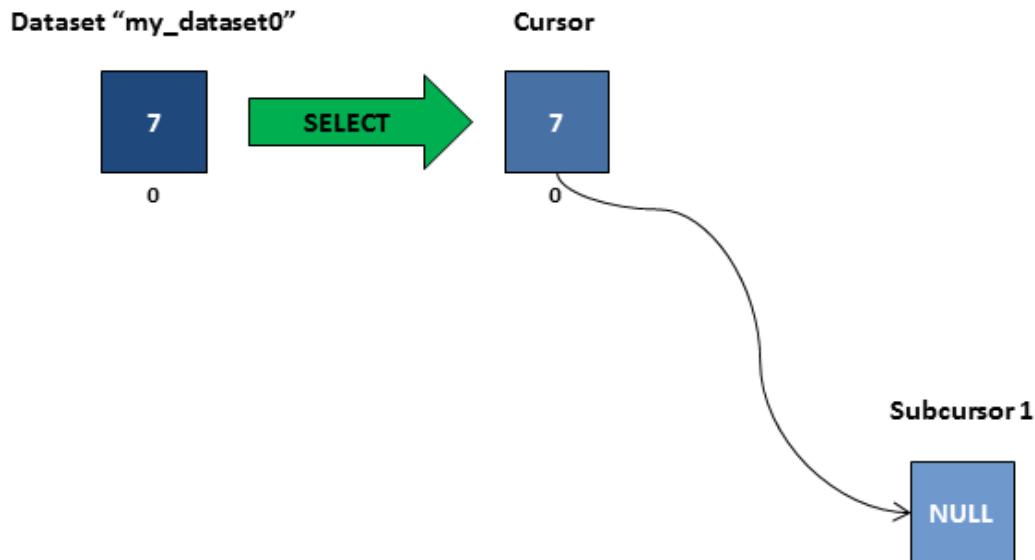 Dataset “my_dataset0”
Cursor
7
SELECT
7
0
0
Subcursor 1
NULL